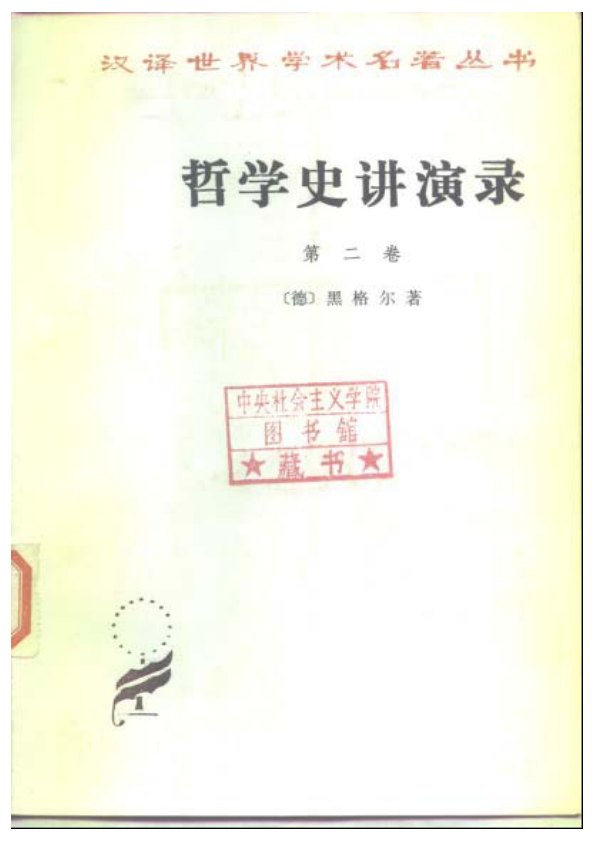 汉译世界学术名著丛书
哲学史讲演录
第二卷
〔德〕黑格尔著
中央社会主义学院
图书馆
★藏书★